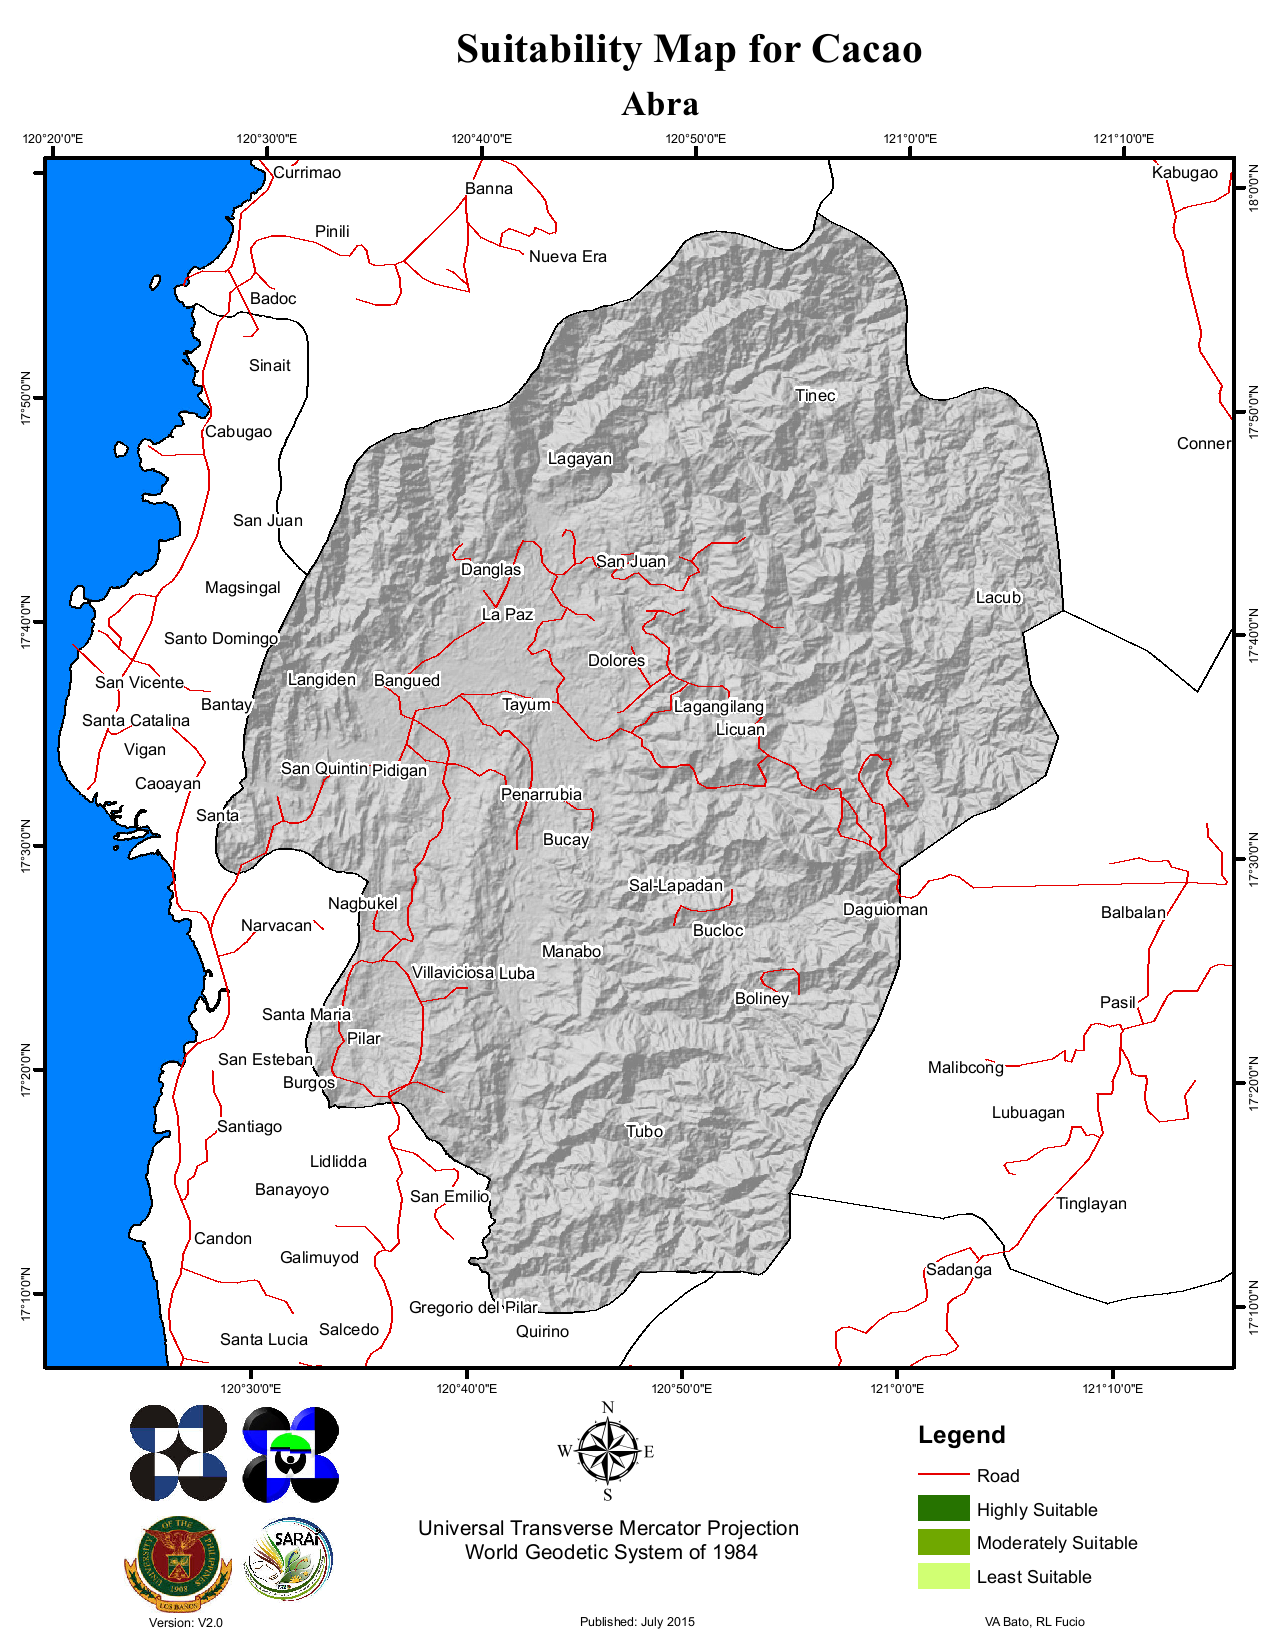 Suitability Map for Cacao
Abra
120°20'0"E
120°30'0"E
120°40'0"E
120°50'0"E
121°0'0"E
121°10'0"E
18°0'0"N
17°50'0"N
17°50'0"N
17°40'0"N
17°40'0"N
17°30'0"N
17°30'0"N
17°20'0"N
17°20'0"N
17°10'0"N
17°10'0"N
Currimao
Kabugao
Banna
Pinili
Nueva Era
Badoc
Sinait
Tinec
Cabugao
Conner
Lagayan
San Juan
San Juan
Danglas
Magsingal
Lacub
La Paz
Santo Domingo
Dolores
Langiden
Bangued
San Vicente
Bantay
Tayum
Lagangilang
Santa Catalina
Licuan
Vigan
San Quintin
Pidigan
Caoayan
Penarrubia
Santa
Bucay
Sal-Lapadan
Nagbukel
Daguioman
Balbalan
Narvacan
Bucloc
Manabo
Villaviciosa
Luba
Boliney
Pasil
Santa Maria
Pilar
San Esteban
Malibcong
Burgos
Lubuagan
Santiago
Tubo
Lidlidda
Banayoyo
San Emilio
Tinglayan
Candon
Galimuyod
Sadanga
Gregorio del Pilar
Salcedo
Quirino
Santa Lucia
120°30'0"E
120°40'0"E
120°50'0"E
121°0'0"E
121°10'0"E
N
W
E
S
Universal Transverse Mercator Projection
World Geodetic System of 1984
Legend
Road
Highly Suitable
Moderately Suitable
Least Suitable
UNIVERSITY OF THE PHILIPPINES
1908
LOS BAÑOS
SARAI
Version: V2.0
Published: July 2015
VA Bato, RL Fucio